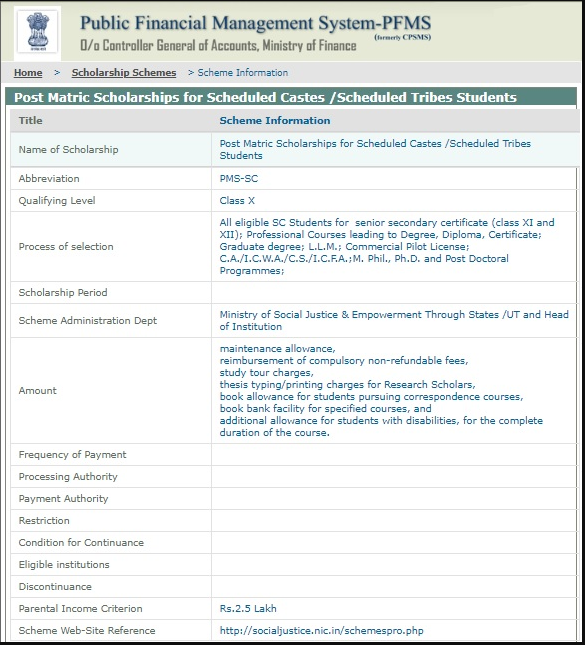 Public Financial Management System-PFMS
(formerly CPSMS)
O/o Controller General of Accounts, Ministry of Finance
Home > Scholarship Schemes > Scheme Information
Post Matric Scholarships for Scheduled Castes /Scheduled Tribes Students
Title Scheme Information
Name of Scholarship Post Matric Scholarships for Scheduled Castes /Scheduled Tribes
Students
Abbreviation PMS-SC
Qualifying Level Class X
Process of selection All eligible SC Students for senior secondary certificate (class XI and
XII); Professional Courses leading to Degree, Diploma, Certificate;
Graduate degree; L.L.M.; Commercial Pilot License;
C.A./I.C.W.A./C.S./I.C.F.A.;M. Phil., Ph.D. and Post Doctoral
Programmes;
Scholarship Period
Scheme Administration Dept Ministry of Social Justice & Empowerment Through States /UT and Head
of Institution
Amount maintenance allowance,
reimbursement of compulsory non-refundable fees,
study tour charges,
thesis typing/printing charges for Research Scholars,
book allowance for students pursuing correspondence courses,
book bank facility for specified courses, and
additional allowance for students with disabilities, for the complete
duration of the course.
Frequency of Payment
Processing Authority
Payment Authority
Restriction
Condition for Continuance
Eligible institutions
Discontinuance
Parental Income Criterion Rs.2.5 Lakh
Scheme Web-Site Reference http://socialjustice.nic.in/schemespro.php